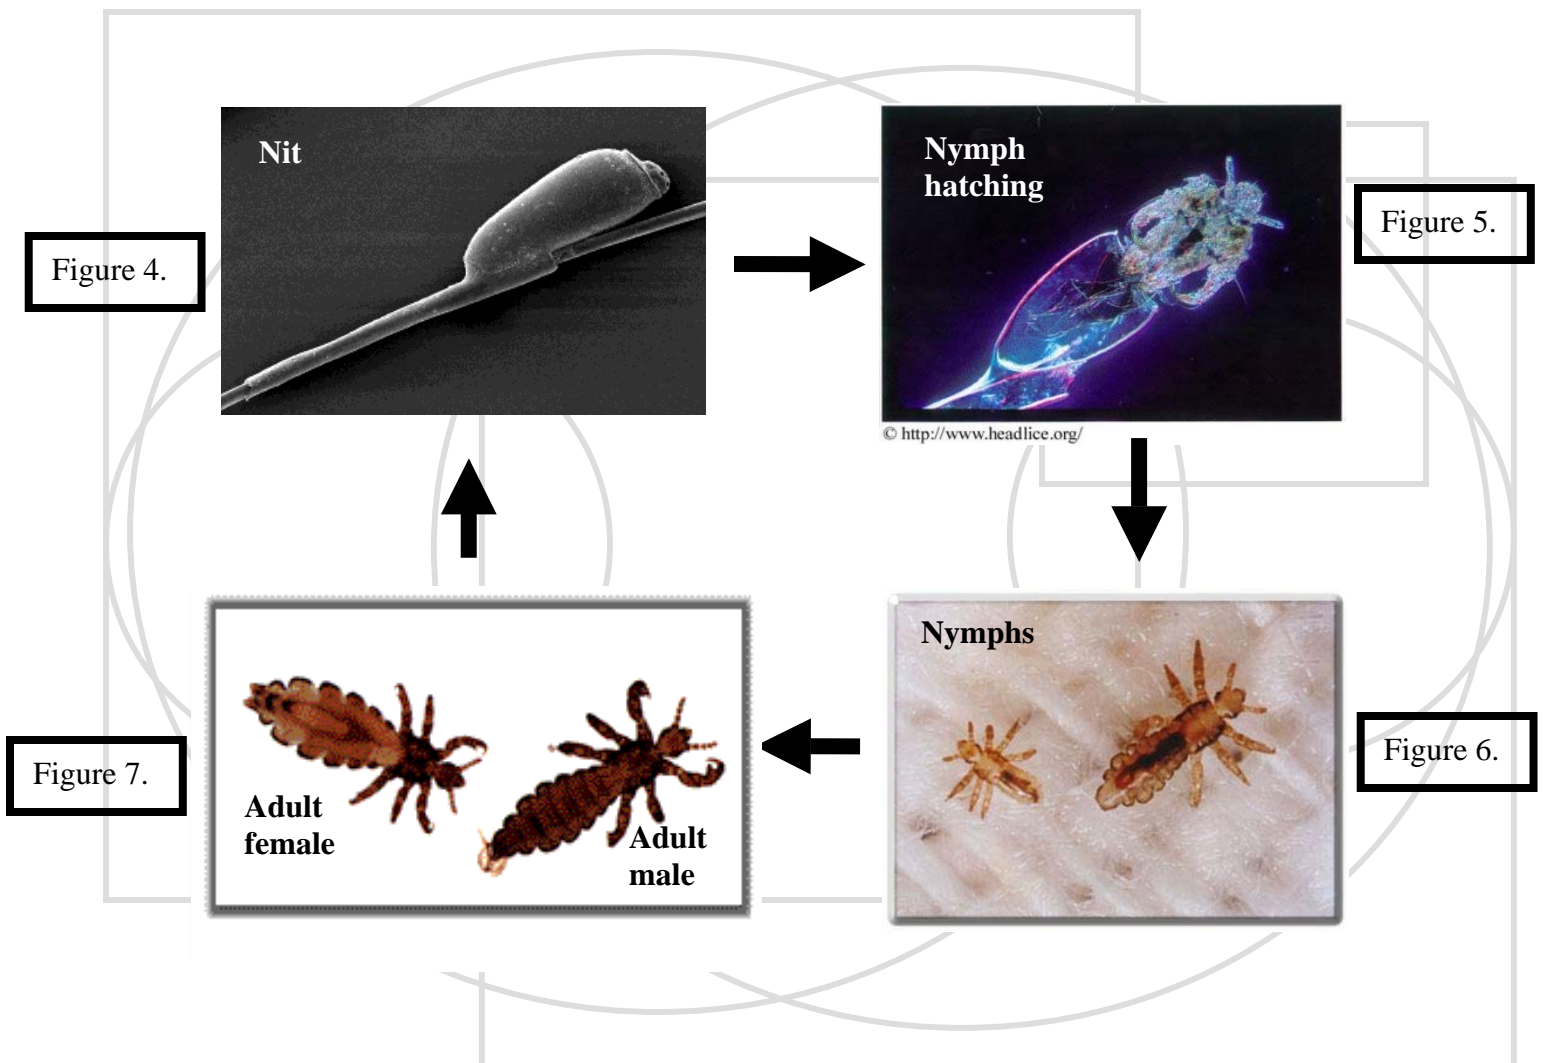 Nit
Nymph
hatching
Figure 4.
Figure 5.
© http://www.headlice.org/
Nymphs
Figure 7.
Adult
female
Adult
male
Figure 6.